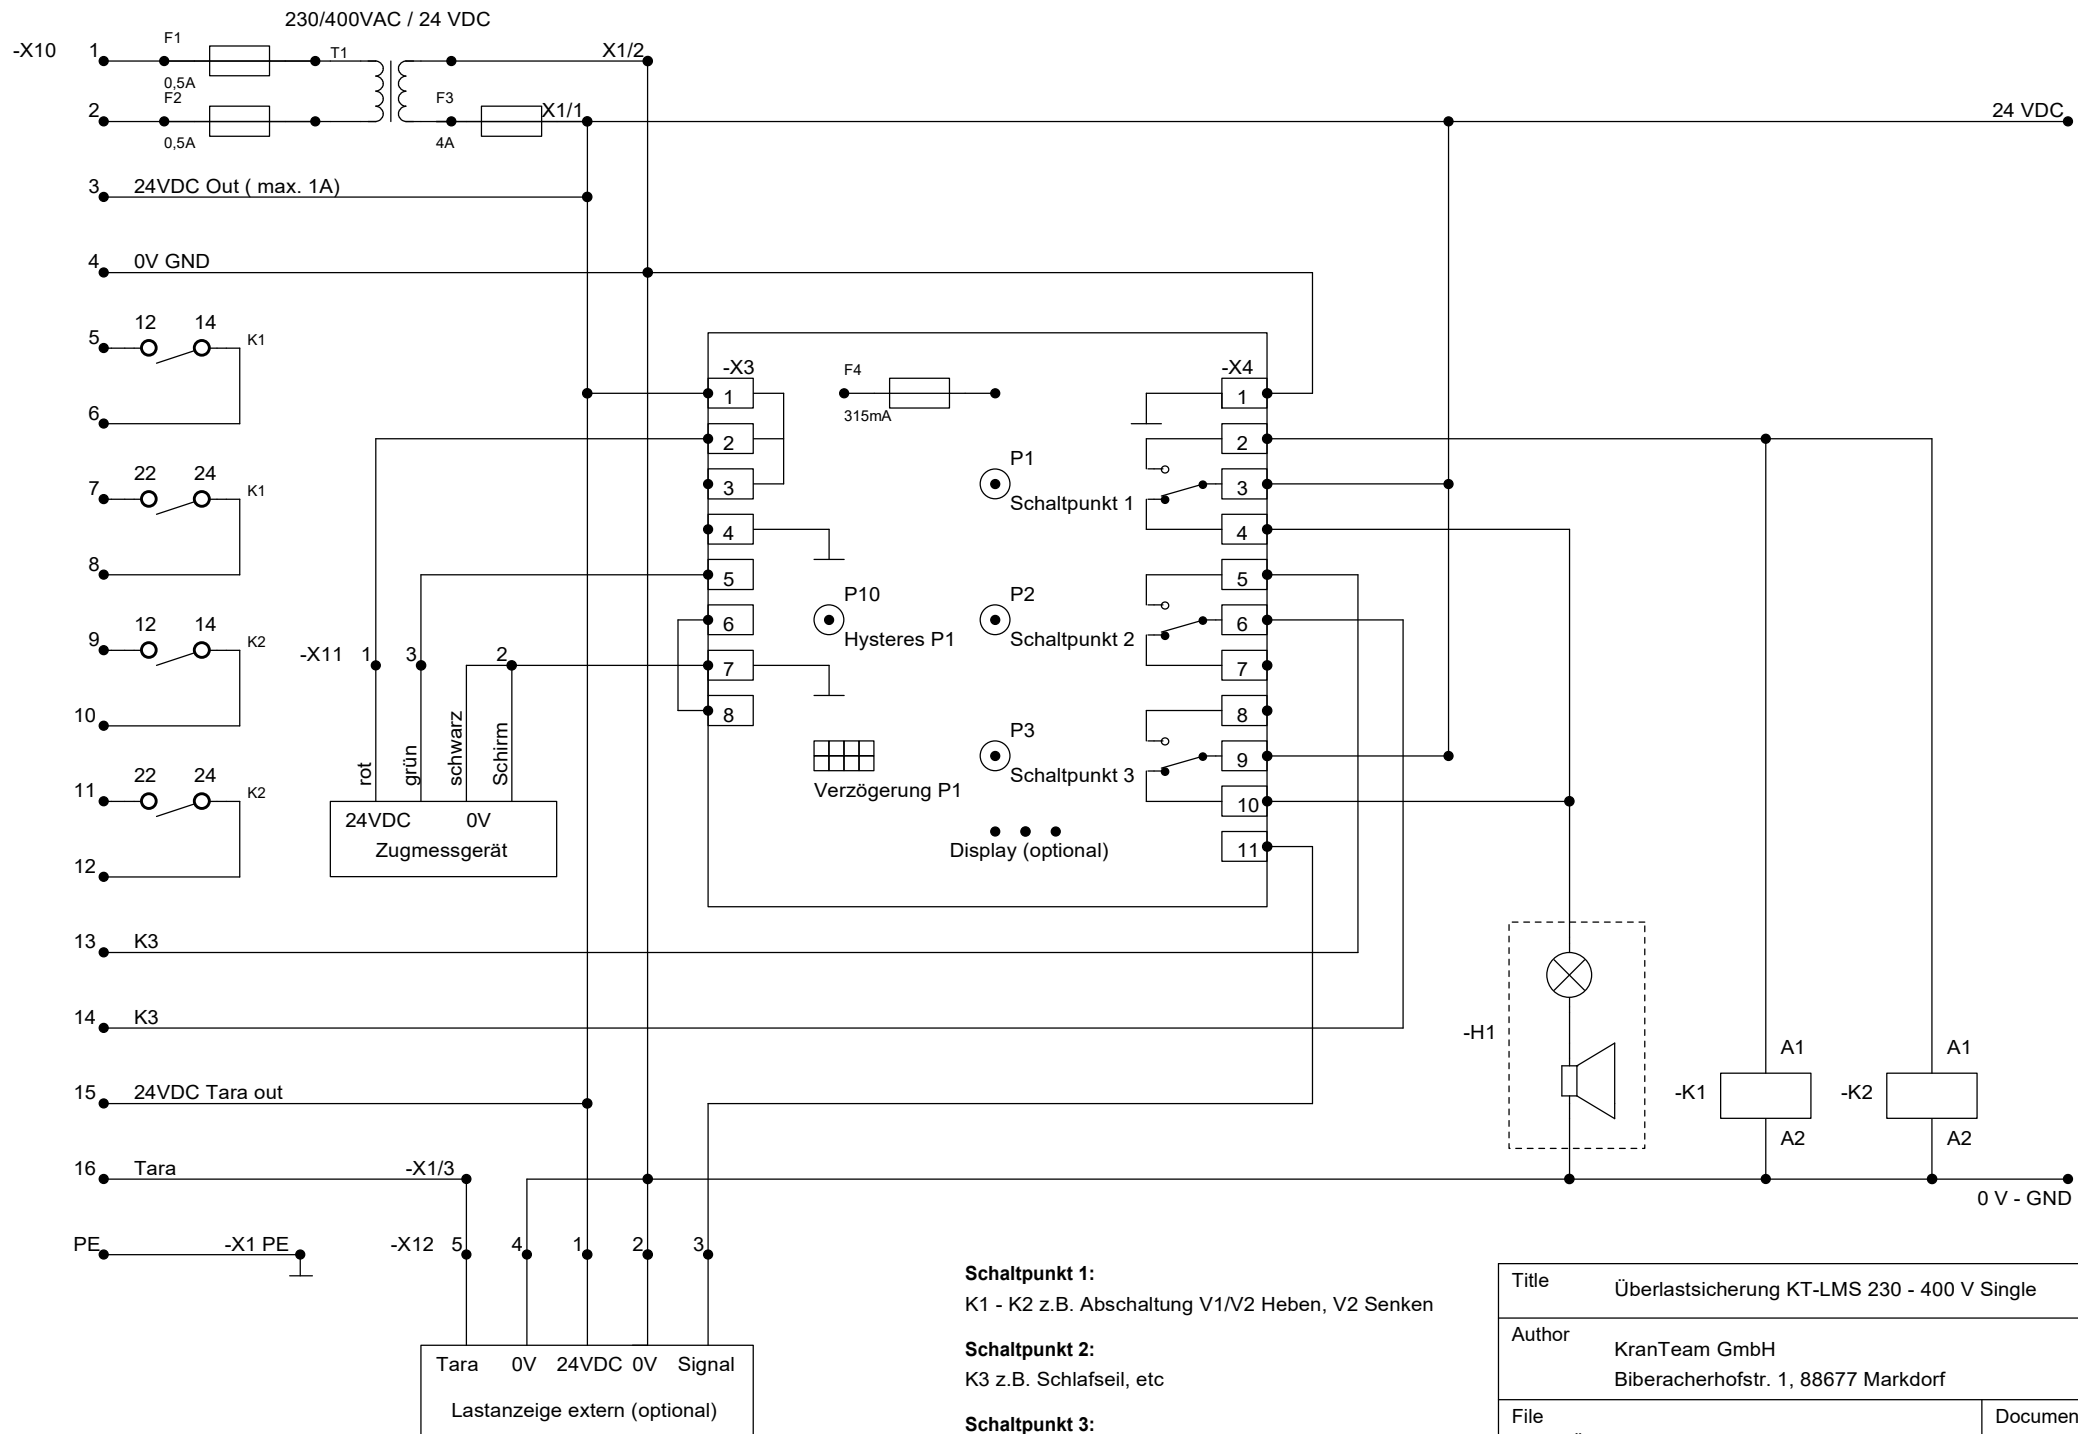 230/400VAC / 24 VDC
-X10 1 F1 T1 X1/2
0,5A
2 F2 F3 X1/1 24 VDC
0,5A 4A
3 24VDC Out ( max. 1A)
4 0V GND
5 12 14 K1
6
7 22 24 K1
8
9 12 14 K2
10
11 22 24 K2
12
13 K3
14 K3
15 24VDC Tara out
16 Tara -X1/3
PE -X1 PE
-X11 1 3 2
rot
grün
schwarz
Schirm
24VDC 0V
Zugmessgerät
-X3
1
2
3
4
5
6
7
8
F4
315mA
P10
Hysteres P1
Verzögerung P1
P1
Schaltpunkt 1
P2
Schaltpunkt 2
P3
Schaltpunkt 3
Display (optional)
-X4
1
2
3
4
5
6
7
8
9
10
11
-H1
A1
-K1
A2
A1
-K2
A2
0 V - GND
-X12 5 4 1 2 3
Tara 0V 24VDC 0V Signal
Lastanzeige extern (optional)
Schaltpunkt 1:
K1 - K2 z.B. Abschaltung V1/V2 Heben, V2 Senken
Schaltpunkt 2:
K3 z.B. Schlafseil, etc
Schaltpunkt 3:
Title Überlastsicherung KT-LMS 230 - 400 V Single
Author KranTeam GmbH
Biberacherhofstr. 1, 88677 Markdorf
File Documen